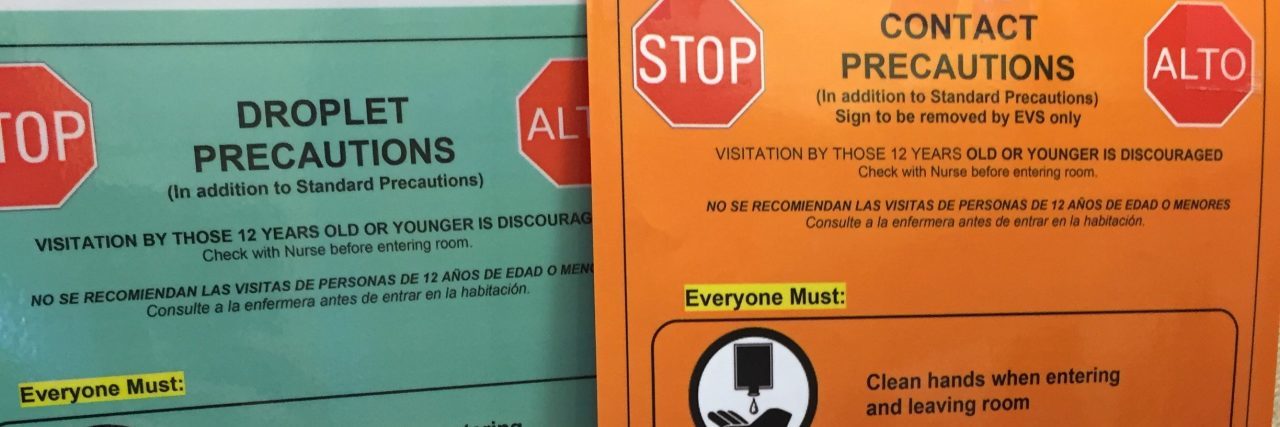 TOP
DROPLET
PRECAUTIONS
(In addition to Standard Precautions)
VISITATION BY THOSE 12 YEARS OLD OR YOUNGER IS DISCOURAG
Check with Nurse before entering room.
NO SE RECOMIENDAN LAS VISITAS DE PERSONAS DE 12 AÑOS DE EDAD O MENO
Consulte a la enfermera antes de entrar en la habitación.
Everyone Must:
ALT
STOP
CONTACT
PRECAUTIONS
(In addition to Standard Precautions)
Sign to be removed by EVS only
ALTO
VISITATION BY THOSE 12 YEARS OLD OR YOUNGER IS DISCOURAGED
Check with Nurse before entering room.
NO SE RECOMIENDAN LAS VISITAS DE PERSONAS DE 12 AÑOS DE EDAD O MENORES
Consulte a la enfermera antes de entrar en la habitación.
Everyone Must:
Clean hands when entering
and leaving room